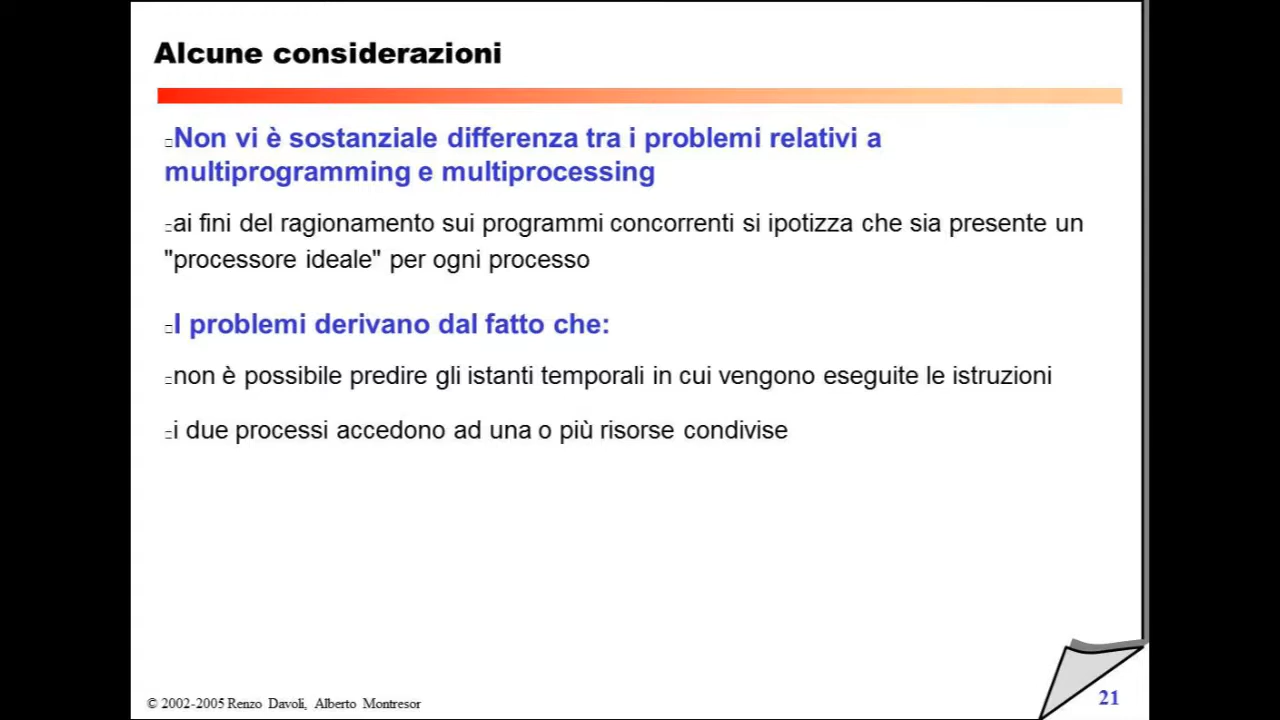 Alcune considerazioni
Non vi è sostanziale differenza tra i problemi relativi a
multiprogramming e multiprocessing
ai fini del ragionamento sui programmi concorrenti si ipotizza che sia presente un
"processore ideale" per ogni processo
I problemi derivano dal fatto che:
non è possibile predire gli istanti temporali in cui vengono eseguite le istruzioni
i due processi accedono ad una o più risorse condivise
© 2002-2005 Renzo Davoli, Alberto Montresor
21